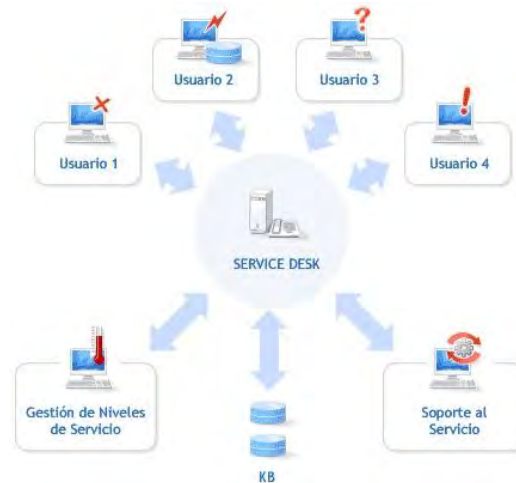 Usuario 2
Usuario 3
Usuario 1
Usuario 4
SERVICE DESK
Gestión de Niveles
de Servicio
Soporte al
Servicio
KB